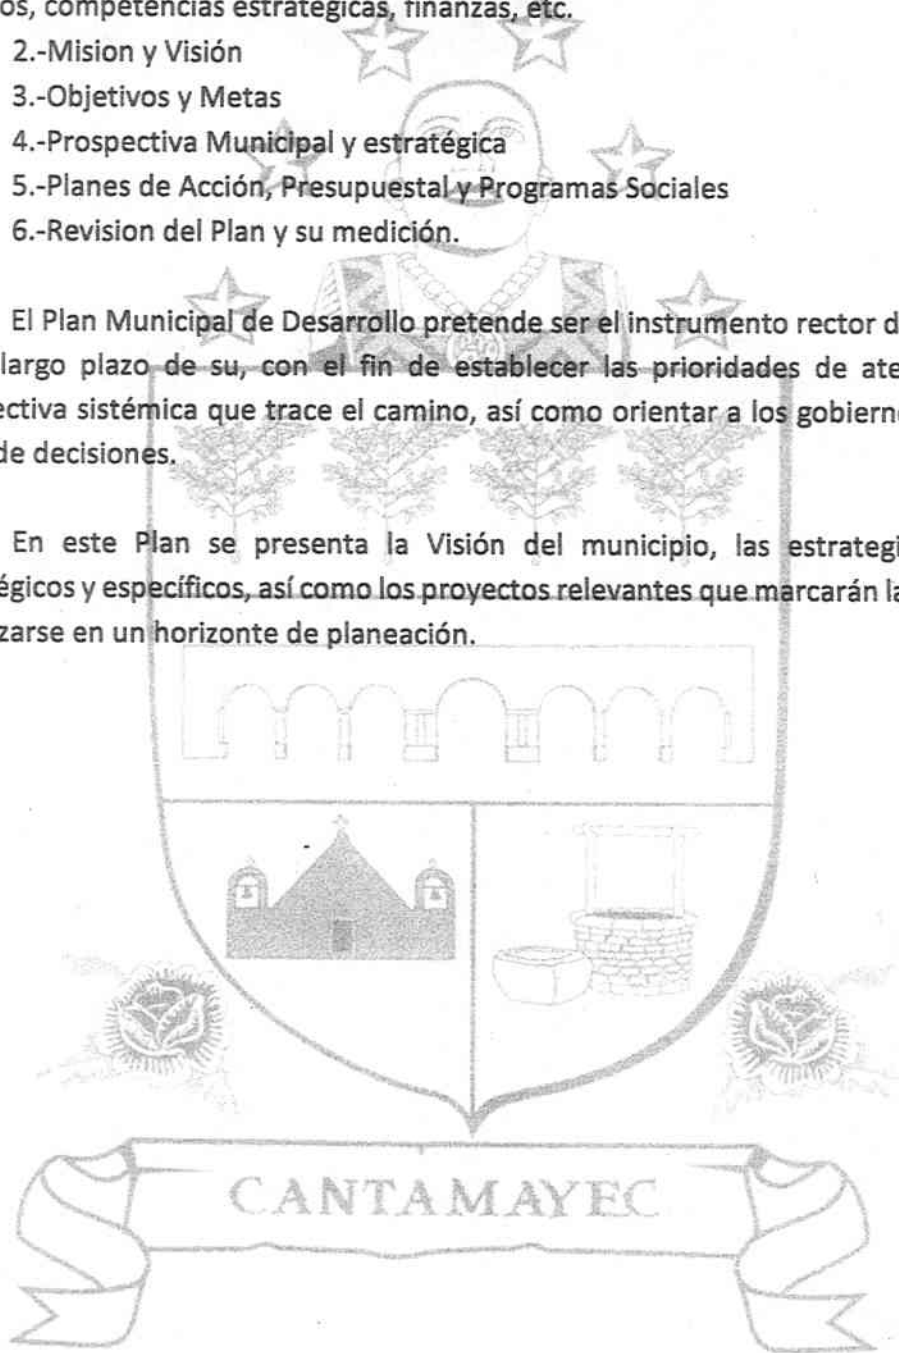 os, competencias estratégicas, finanzas, etc.
2.-Mision y Visión
3.-Objetivos y Metas
4.-Prospectiva Municipal y estratégica
5.-Planes de Acción, Presupuestal y Programas Sociales
6.-Revision del Plan y su medición.
El Plan Municipal de Desarrollo pretende ser el instrumento rector d
largo plazo de su, con el fin de establecer las prioridades de ate
ectiva sistémica que trace el camino, así como orientar a los gobierno
de decisiones.
En este Plan se presenta la Visión del municipio, las estrategi
égicos y específicos, así como los proyectos relevantes que marcarán la
zarse en un horizonte de planeación.
CANTAMAYEC